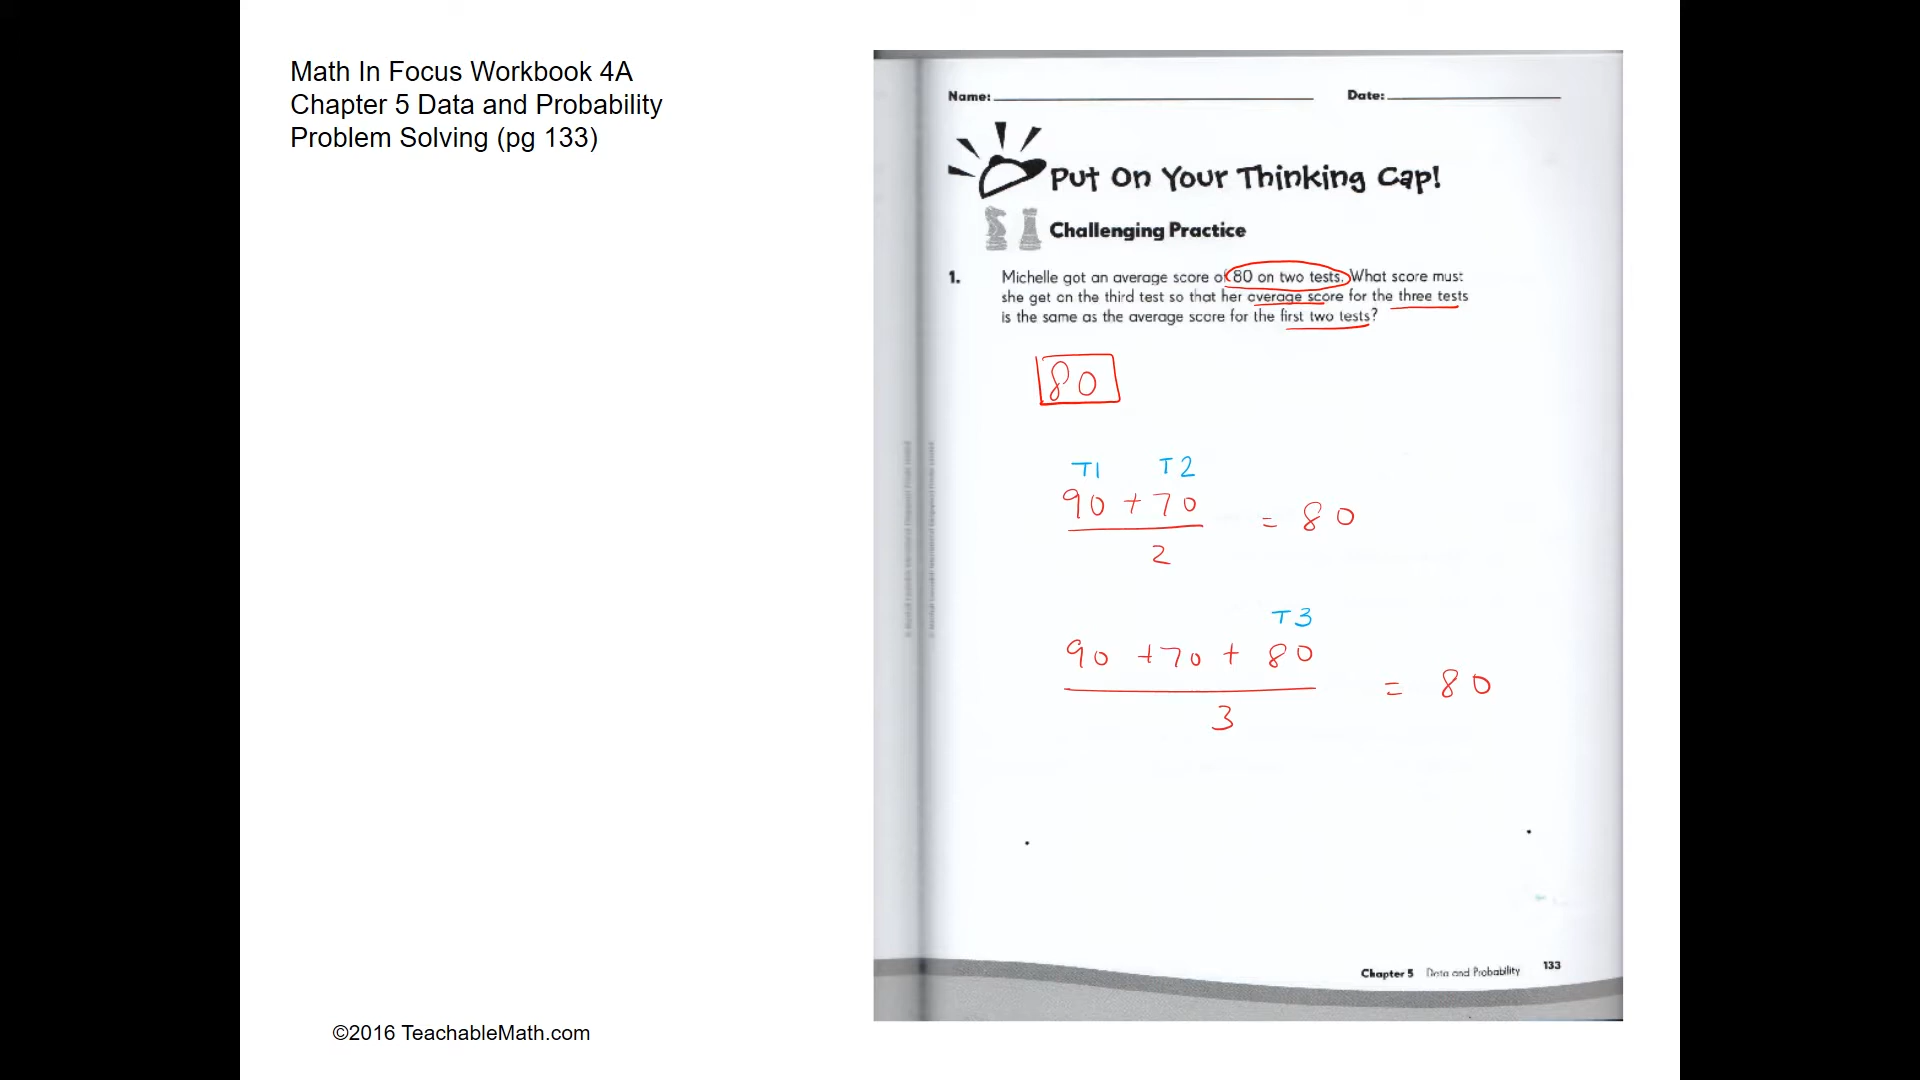 Math In Focus Workbook 4A
Chapter 5 Data and Probability
Problem Solving (pg 133)
Name: Date:
Put On Your Thinking Cap!
Challenging Practice
1. Michelle got an average score of 80 on two tests. What score must
she get on the third test so that her average score for the three tests
is the same as the average score for the first two tests?
80
T1 T2
90 + 70
= 80
2
T3
90 + 70 + 80
= 80
3
Chapter 5 Data and Probability 133
©2016 TeachableMath.com